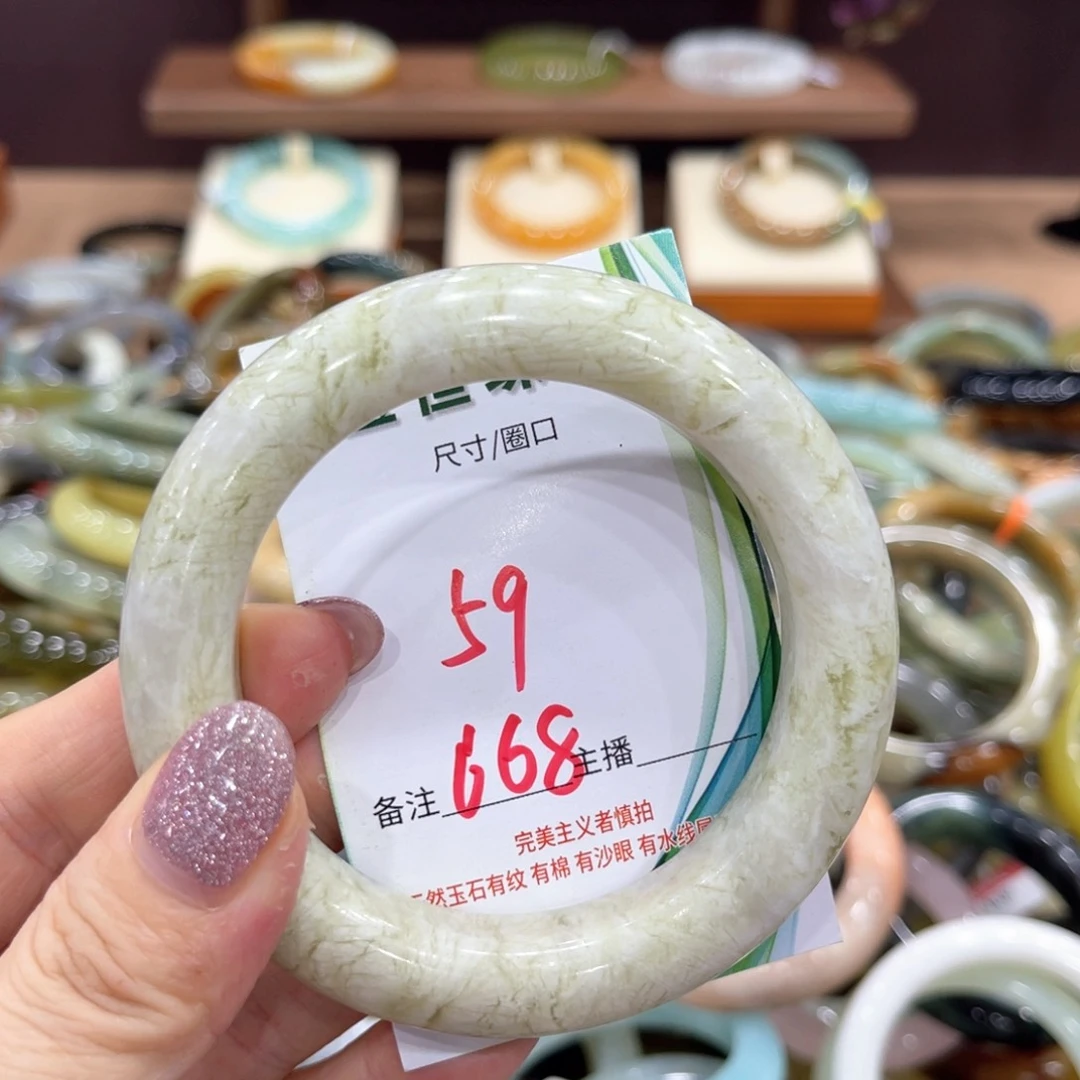 尺寸/圈口
59
668
备注 主播
完美主义者慎拍
然玉石有纹 有棉 有沙眼 有水线